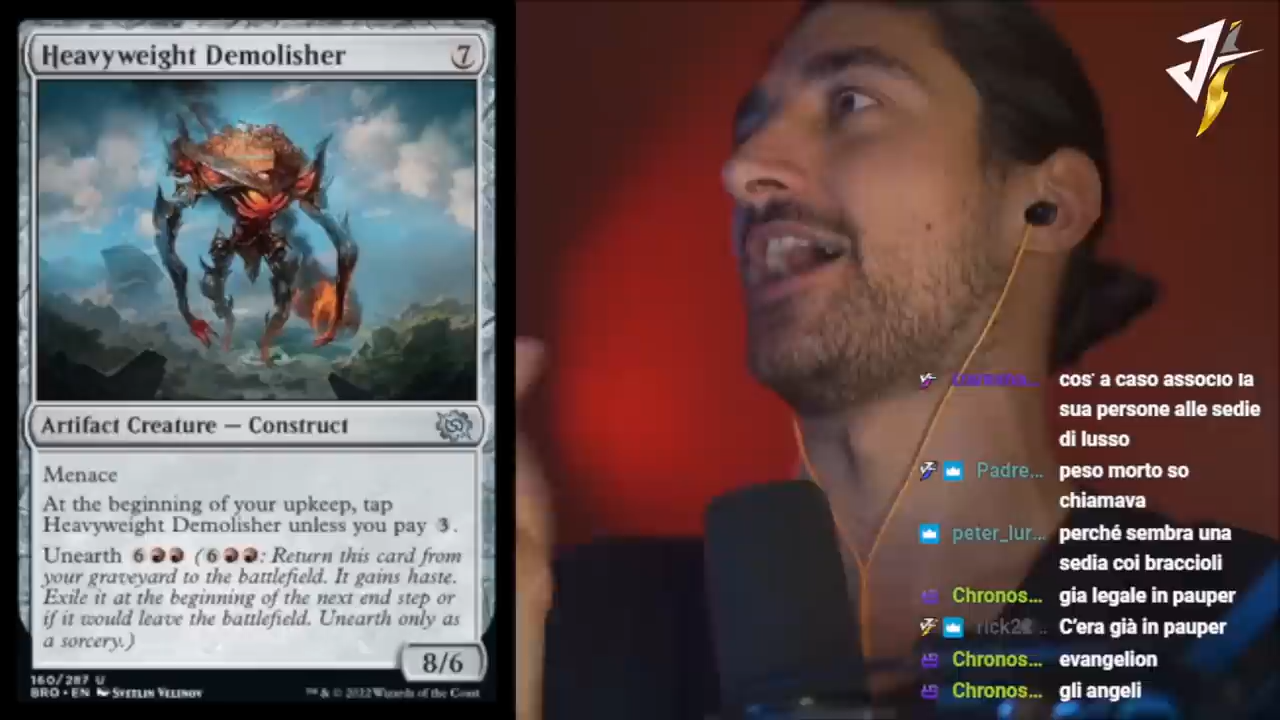 Heavyweight Demolisher 7
Artifact Creature — Construct
Menace
At the beginning of your upkeep, tap
Heavyweight Demolisher unless you pay 3.
Unearth 6 (6: Return this card from
your graveyard to the battlefield. It gains haste.
Exile it at the beginning of the next end step or
if it would leave the battlefield. Unearth only as
a sorcery.)
8/6
160/287 U
BRO • EN Svetlin Velinov
™ & © 2022 Wizards of the Coast
cos' a caso associo la
sua persone alle sedie
di lusso
Padre... peso morto so
chiamava
peter_lur... perché sembra una
sedia coi braccioli
Chronos... gia legale in pauper
C'era già in pauper
Chronos... evangelion
Chronos... gli angeli